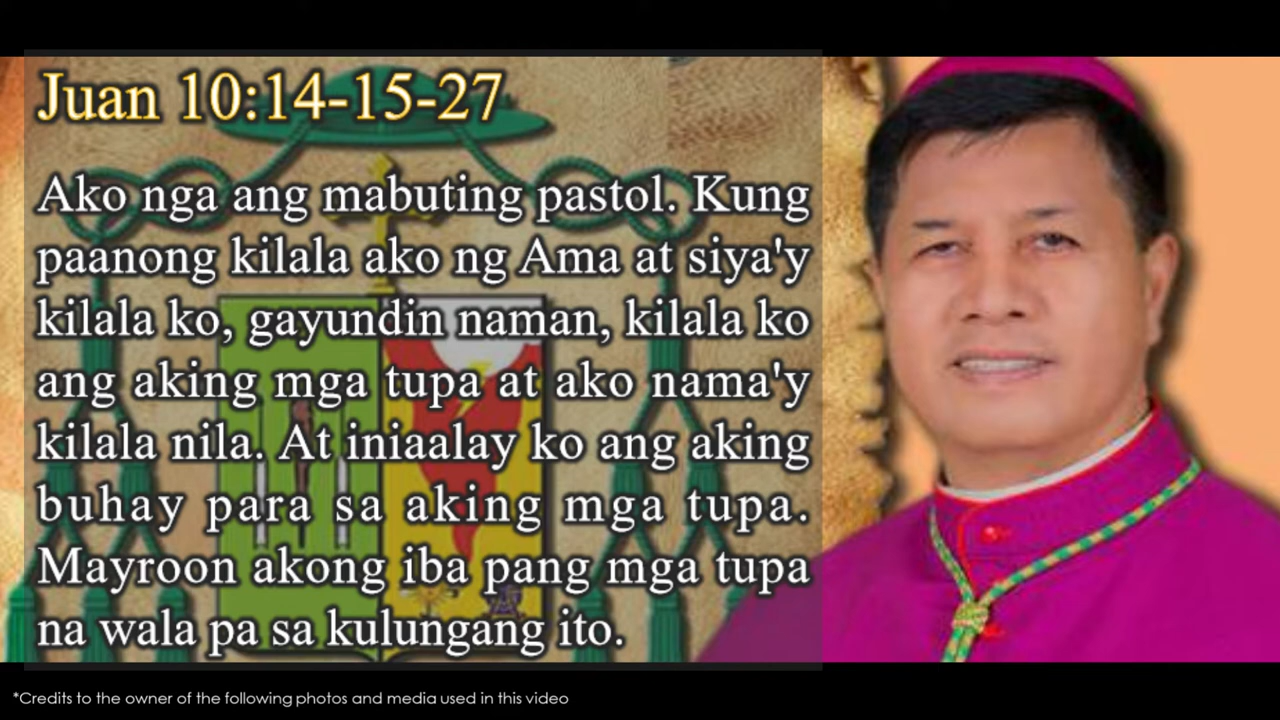 Juan 10:14-15-27
Ako nga ang mabuting pastol. Kung
paanong kilala ako ng Ama at siya'y
kilala ko, gayundin naman, kilala ko
ang aking mga tupa at ako nama'y
kilala nila. At iniaalay ko ang aking
buhay para sa aking mga tupa.
Mayroon akong iba pang mga tupa
na wala pa sa kulungang ito.
*Credits to the owner of the following photos and media used in this video